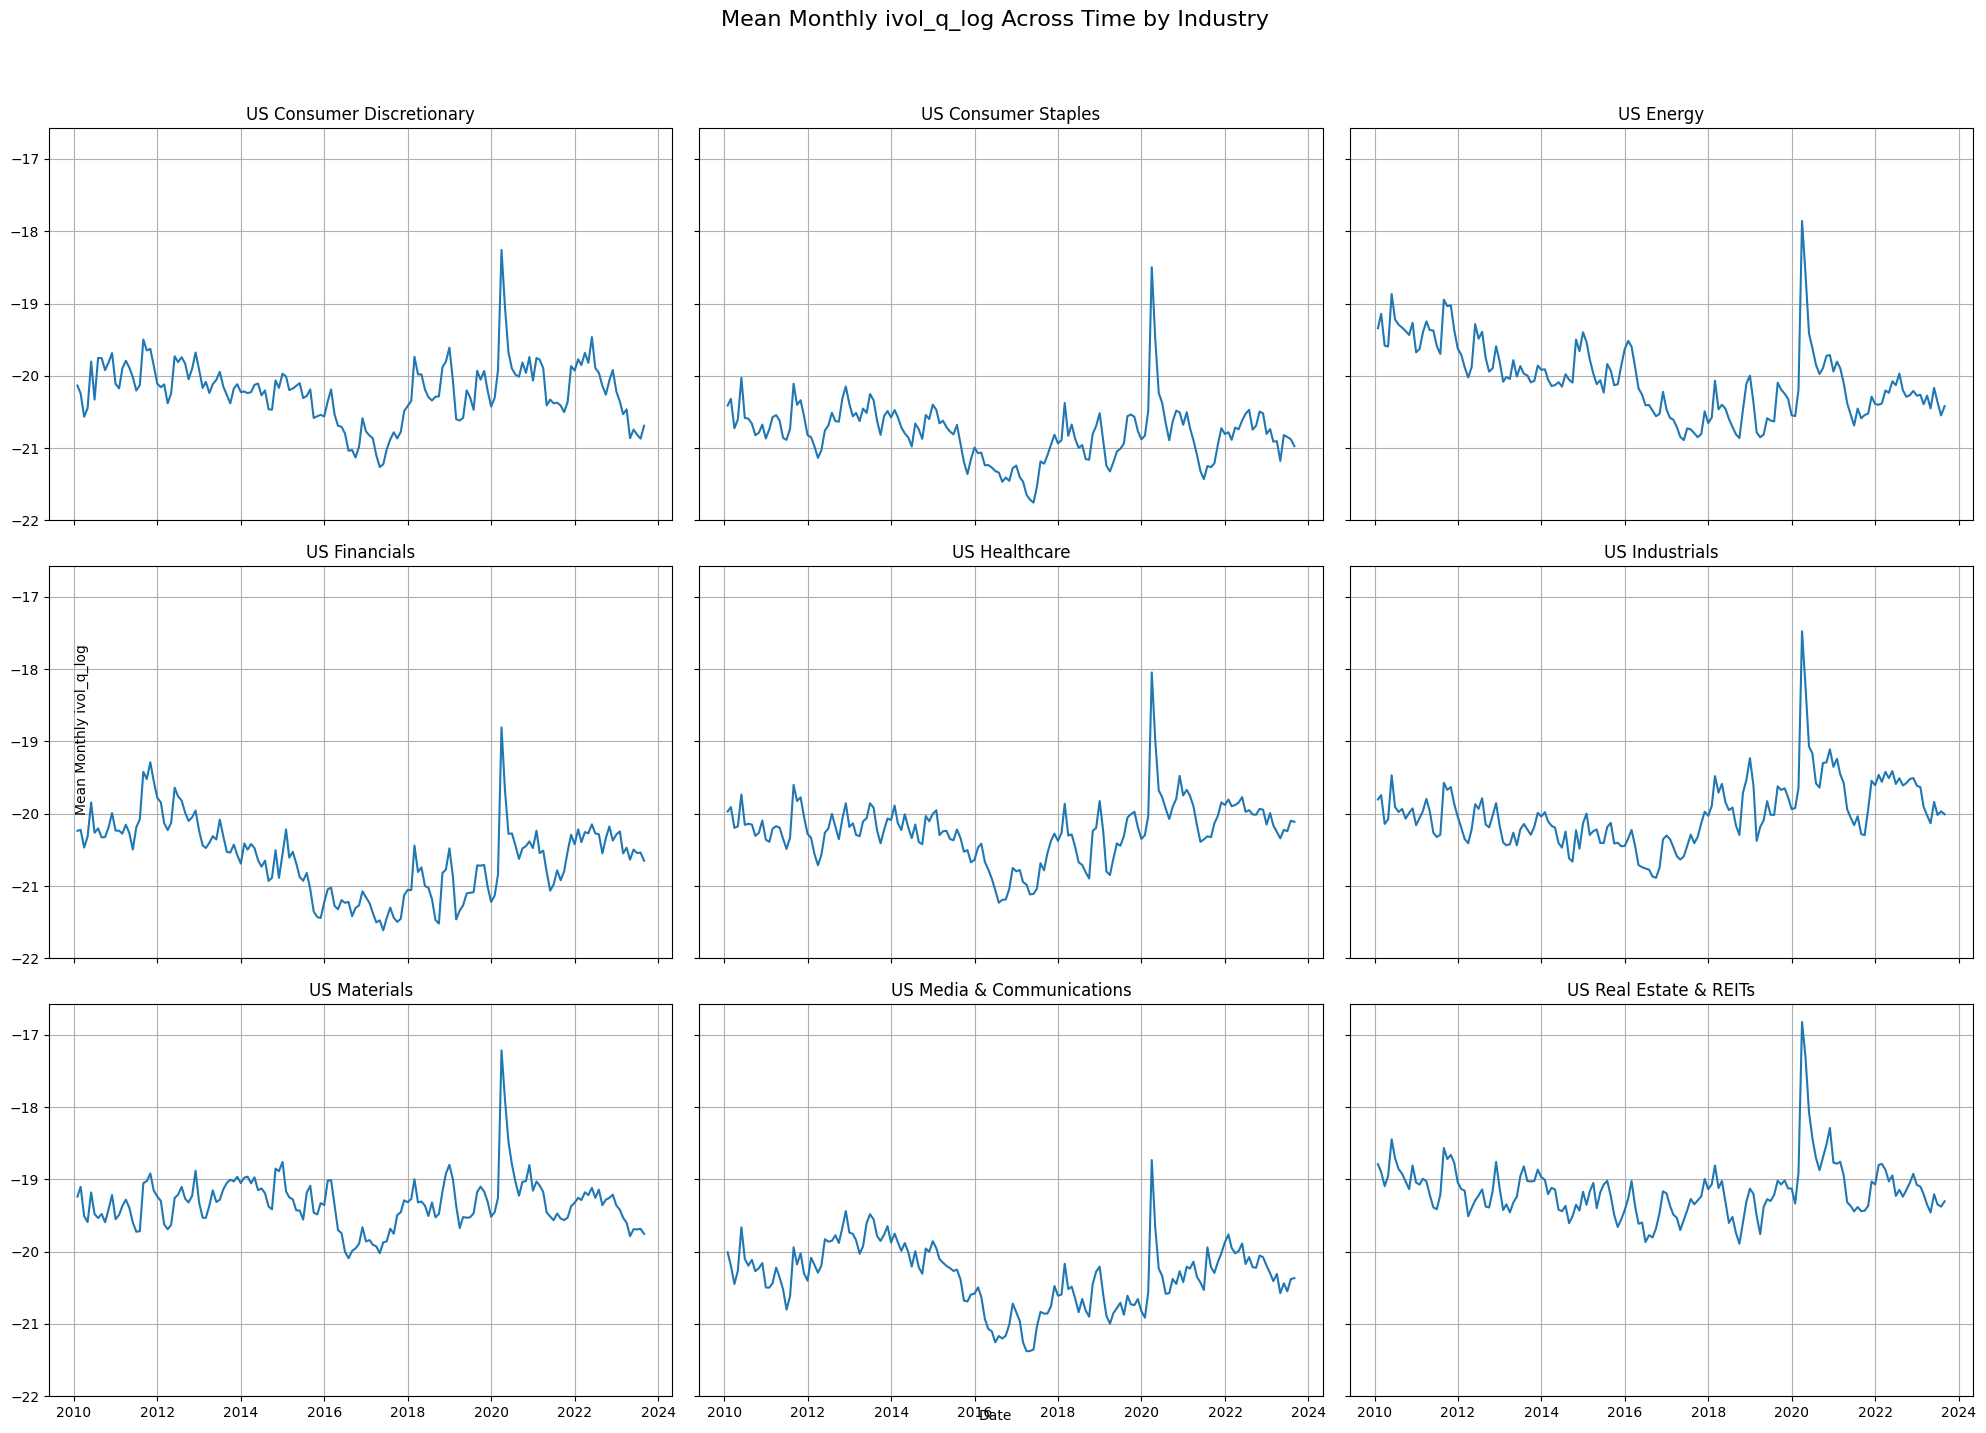 Mean Monthly ivol_q_log Across Time by Industry
US Consumer Discretionary
−17
−18
−19
−20
−21
−22
US Consumer Staples
US Energy
US Financials
−17
−18
−19
−20
−21
−22
Mean Monthly ivol_q_log
US Healthcare
US Industrials
US Materials
−17
−18
−19
−20
−21
−22
2010 2012 2014 2016 2018 2020 2022 2024
US Media & Communications
2010 2012 2014 2016 2018 2020 2022 2024
Date
US Real Estate & REITs
2010 2012 2014 2016 2018 2020 2022 2024